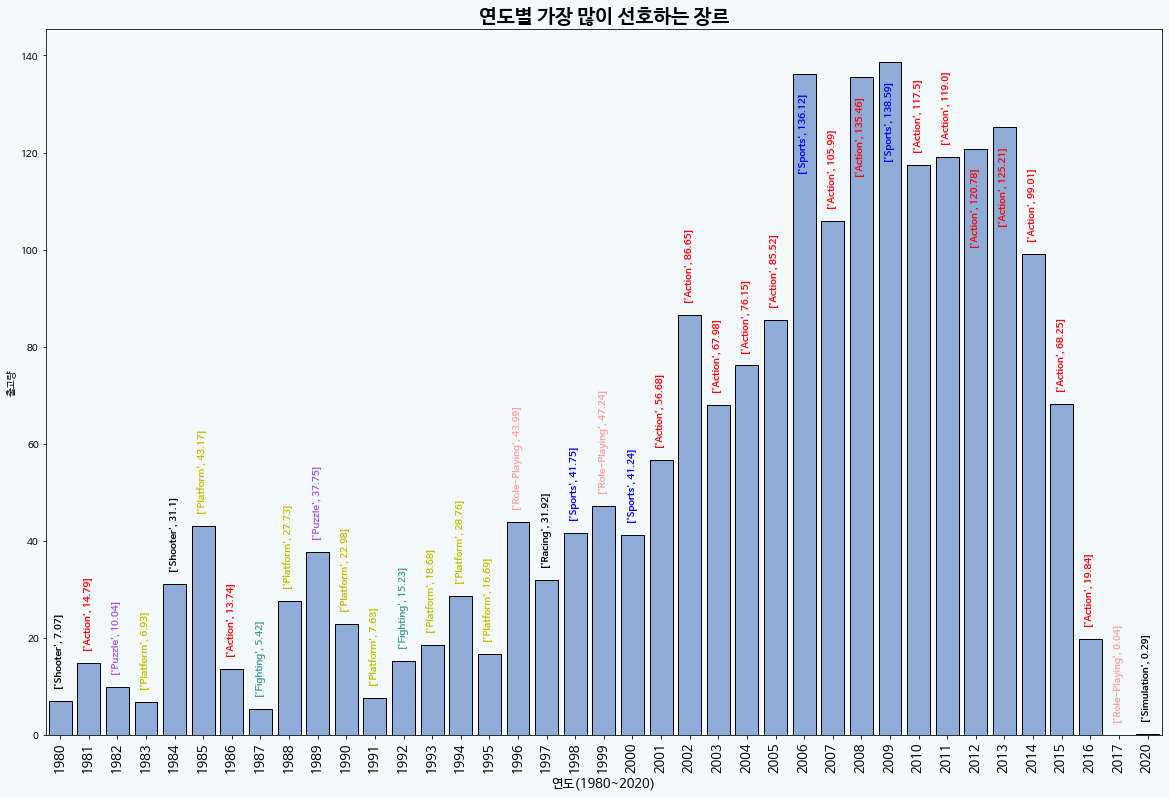 연도별 가장 많이 선호하는 장르
출고량
140
120
100
80
60
40
20
0
['Shooter', 7.07]
['Action', 14.79]
['Puzzle', 10.04]
['Platform', 6.93]
['Shooter', 31.1]
['Platform', 43.17]
['Action', 13.74]
['Fighting', 5.42]
['Platform', 27.73]
['Puzzle', 37.75]
['Platform', 22.98]
['Platform', 7.63]
['Fighting', 15.23]
['Platform', 18.68]
['Platform', 28.76]
['Platform', 16.69]
['Role-Playing', 43.99]
['Racing', 31.92]
['Sports', 41.75]
['Role-Playing', 47.24]
['Sports', 41.24]
['Action', 56.68]
['Action', 86.65]
['Action', 67.98]
['Action', 76.15]
['Action', 85.52]
['Sports', 136.12]
['Action', 105.99]
['Action', 135.46]
['Sports', 138.59]
['Action', 117.5]
['Action', 119.0]
['Action', 120.78]
['Action', 125.21]
['Action', 99.01]
['Action', 68.25]
['Action', 19.84]
['Role-Playing', 0.04]
['Simulation', 0.29]
1980
1981
1982
1983
1984
1985
1986
1987
1988
1989
1990
1991
1992
1993
1994
1995
1996
1997
1998
1999
2000
2001
2002
2003
2004
2005
2006
2007
2008
2009
2010
2011
2012
2013
2014
2015
2016
2017
2020
연도(1980~2020)